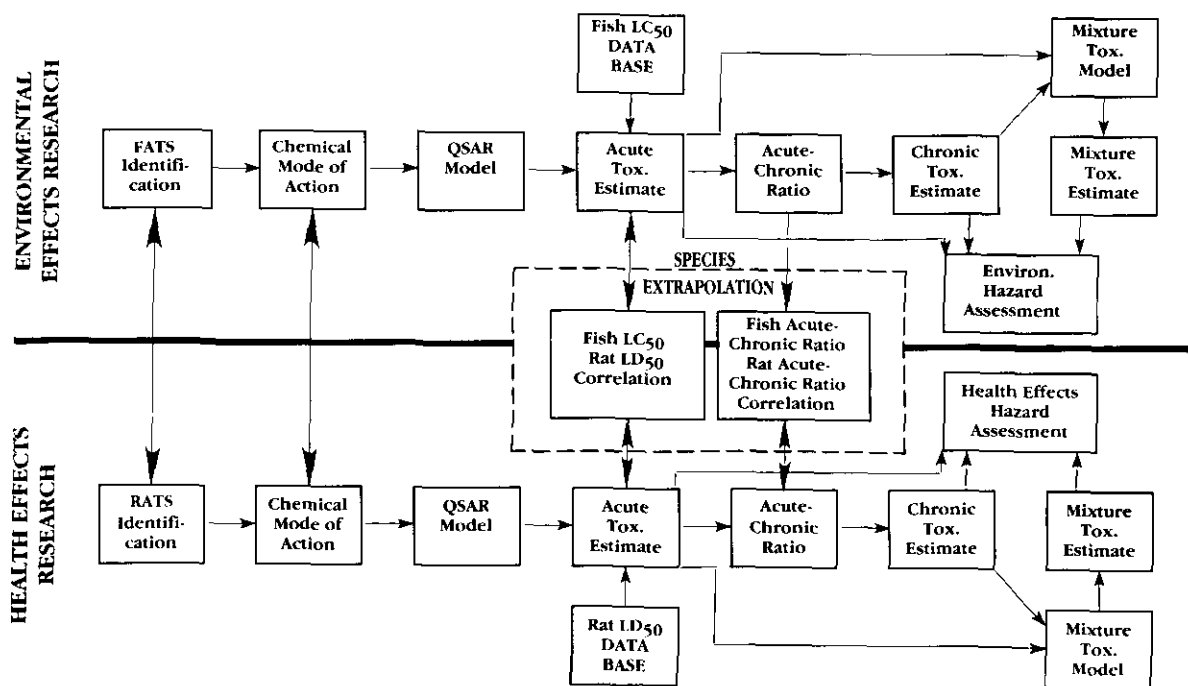 ENVIRONMENTAL
EFFECTS RESEARCH
Fish LC50
DATA
BASE
Mixture
Tox.
Model
FATS
Identifi-
cation
Chemical
Mode of
Action
QSAR
Model
Acute
Tox.
Estimate
Acute-
Chronic
Ratio
Chronic
Tox.
Estimate
Mixture
Tox.
Estimate
Environ.
Hazard
Assessment
SPECIES
EXTRAPOLATION
Fish LC50
Rat LD50
Correlation
Fish Acute-
Chronic Ratio
Rat Acute-
Chronic Ratio
Correlation
HEALTH EFFECTS
RESEARCH
Health Effects
Hazard
Assessment
RATS
Identifi-
cation
Chemical
Mode of
Action
QSAR
Model
Acute
Tox.
Estimate
Acute-
Chronic
Ratio
Chronic
Tox.
Estimate
Mixture
Tox.
Estimate
Rat LD50
DATA
BASE
Mixture
Tox.
Model